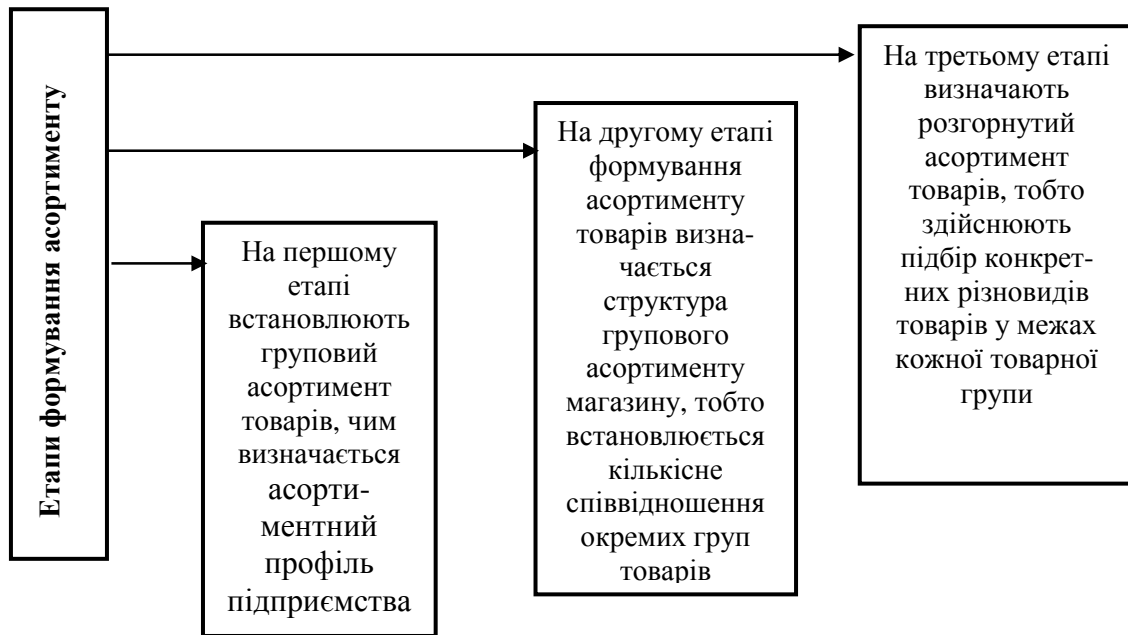 Етапи формування асортименту
На першому
етапі
встановлюють
груповий
асортимент
товарів, чим
визначається
асорти-
ментний
профіль
підприємства
На другому етапі
формування
асортименту
товарів визна-
чається
структура
групового
асортименту
магазину, тобто
встановлюється
кількісне
співвідношення
окремих груп
товарів
На третьому етапі
визначають
розгорнутий
асортимент
товарів, тобто
здійснюють
підбір конкрет-
них різновидів
товарів у межах
кожної товарної
групи